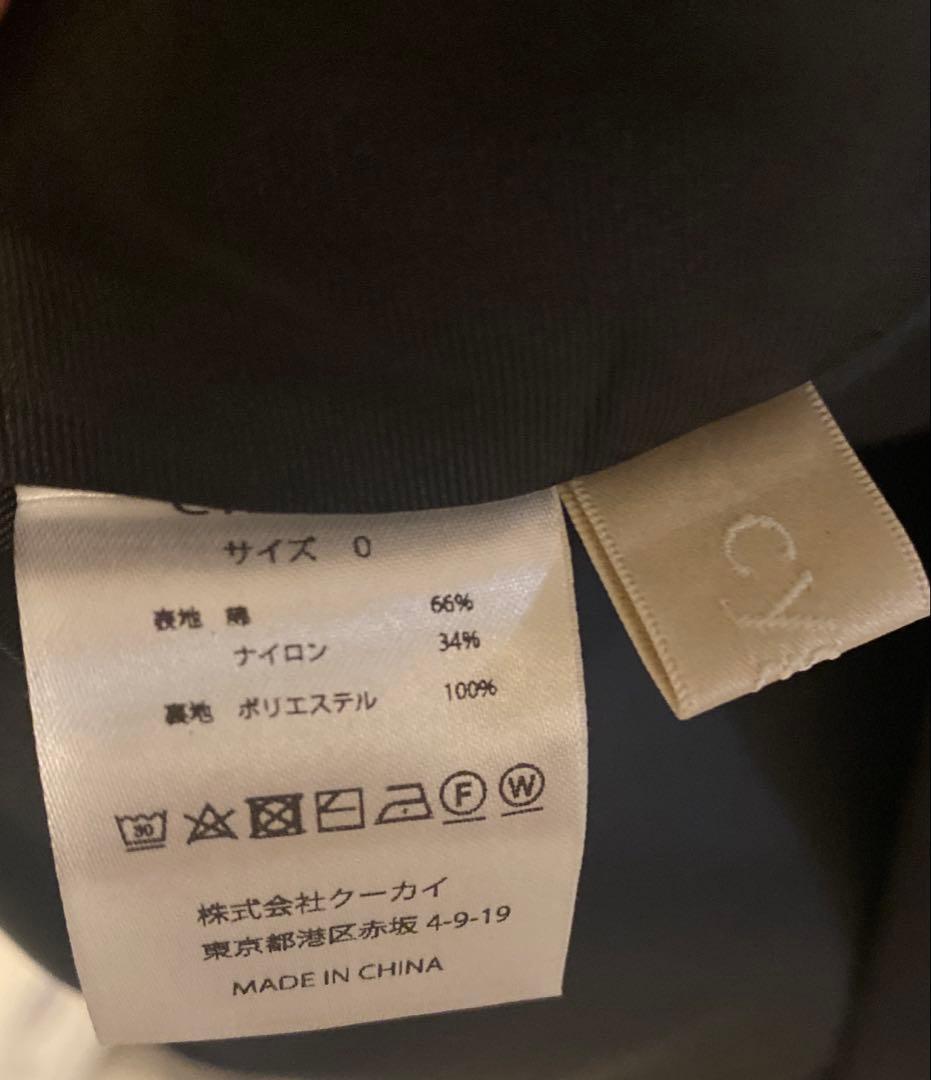 サイズ 0
表地 綿 66%
ナイロン 34%
裏地 ポリエステル 100%
30
F W
株式会社クーカイ
東京都港区赤坂 4-9-19
MADE IN CHINA